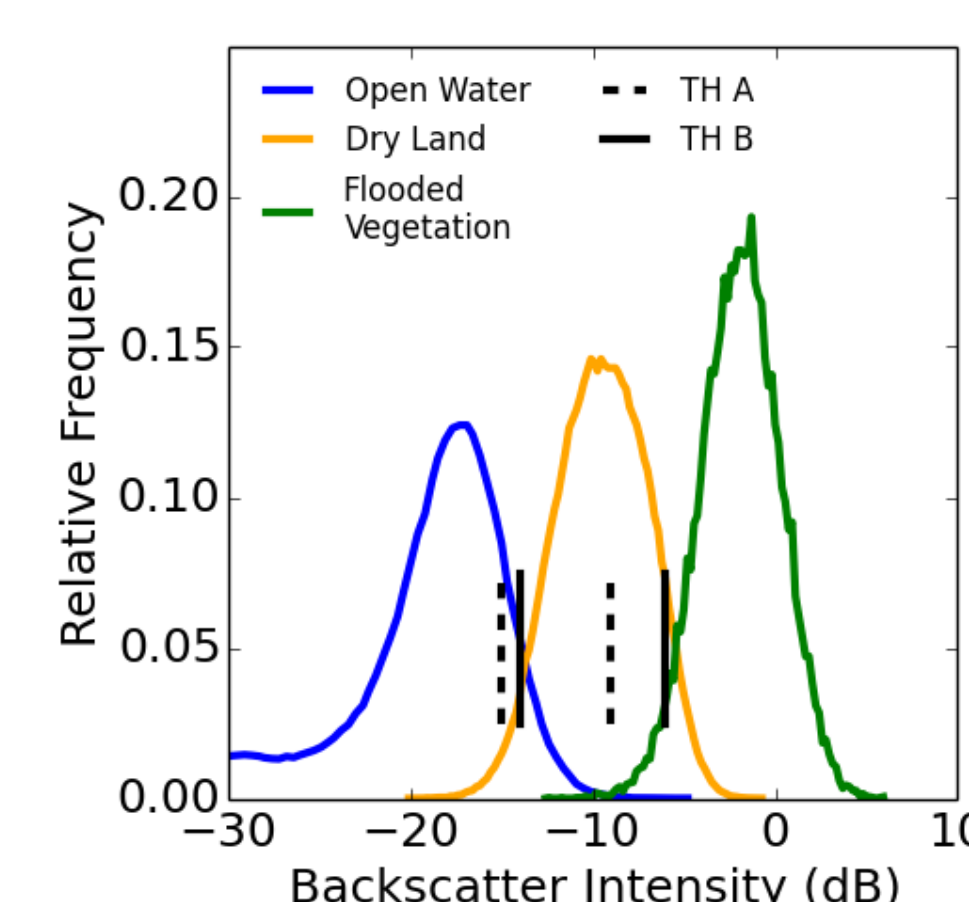 Open Water
Dry Land
Flooded
Vegetation
TH A
TH B
Relative Frequency
0.20
0.15
0.10
0.05
0.00
−30
−20
−10
0
10
Backscatter Intensity (dB)